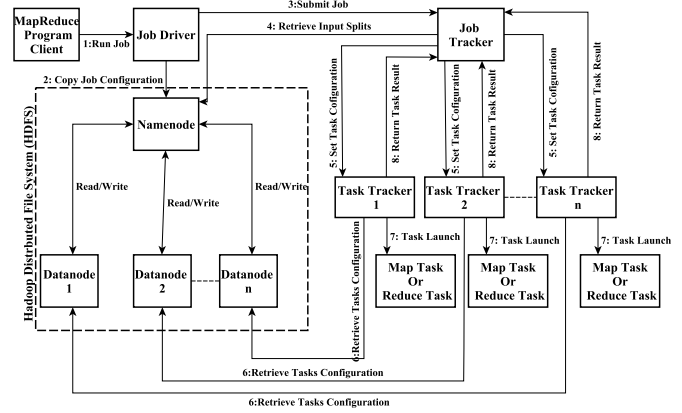 3:Submit Job
MapReduce
Program
Client
1:Run Job
Job Driver
4: Retrieve Input Splits
Job
Tracker
2: Copy Job Configuration
Hadoop Distrbuted File System (HDFS)
Namenode
Read/Write
Read/Write
Read/Write
Datanode
1
Datanode
2
Datanode
n
5: Set Task Cofiguration
8: Return Task Result
5: Set Task Cofiguration
8: Return Task Result
5: Set Task Cofiguration
8: Return Task Result
Task Tracker
1
Task Tracker
2
Task Tracker
n
7: Task Launch
7: Task Launch
7: Task Launch
Map Task
Or
Reduce Task
Map Task
Or
Reduce Task
Map Task
Or
Reduce Task
6:Retrieve Tasks Configuration
6:Retrieve Tasks Configuration
6:Retrieve Tasks Configuration